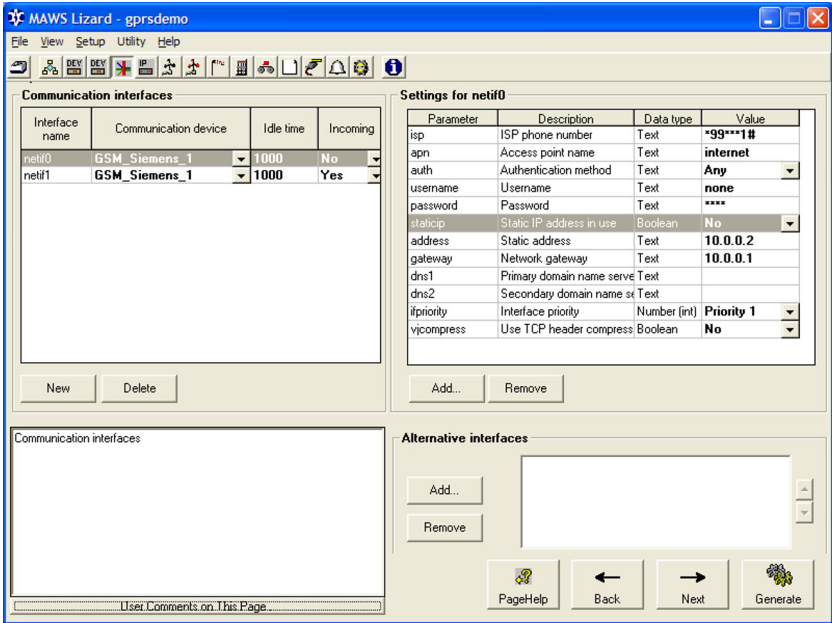 MAWS Lizard - gprsdemo
File View Setup Utility Help
DEV DEV IP
Communication interfaces
Interface name Communication device Idle time Incoming
netif0 GSM_Siemens_1 1000 No
netif1 GSM_Siemens_1 1000 Yes
New Delete
Settings for netif0
Parameter Description Data type Value
isp ISP phone number Text *99***1#
apn Access point name Text internet
auth Authentication method Text Any
username Username Text none
password Password Text ****
staticip Static IP address in use Boolean No
address Static address Text 10.0.0.2
gateway Network gateway Text 10.0.0.1
dns1 Primary domain name serve Text
dns2 Secondary domain name se Text
ifpriority Interface priority Number (int) Priority 1
vjcompress Use TCP header compress Boolean No
Add... Remove
Communication interfaces
User Comments on This Page...
Alternative interfaces
Add...
Remove
PageHelp Back Next Generate